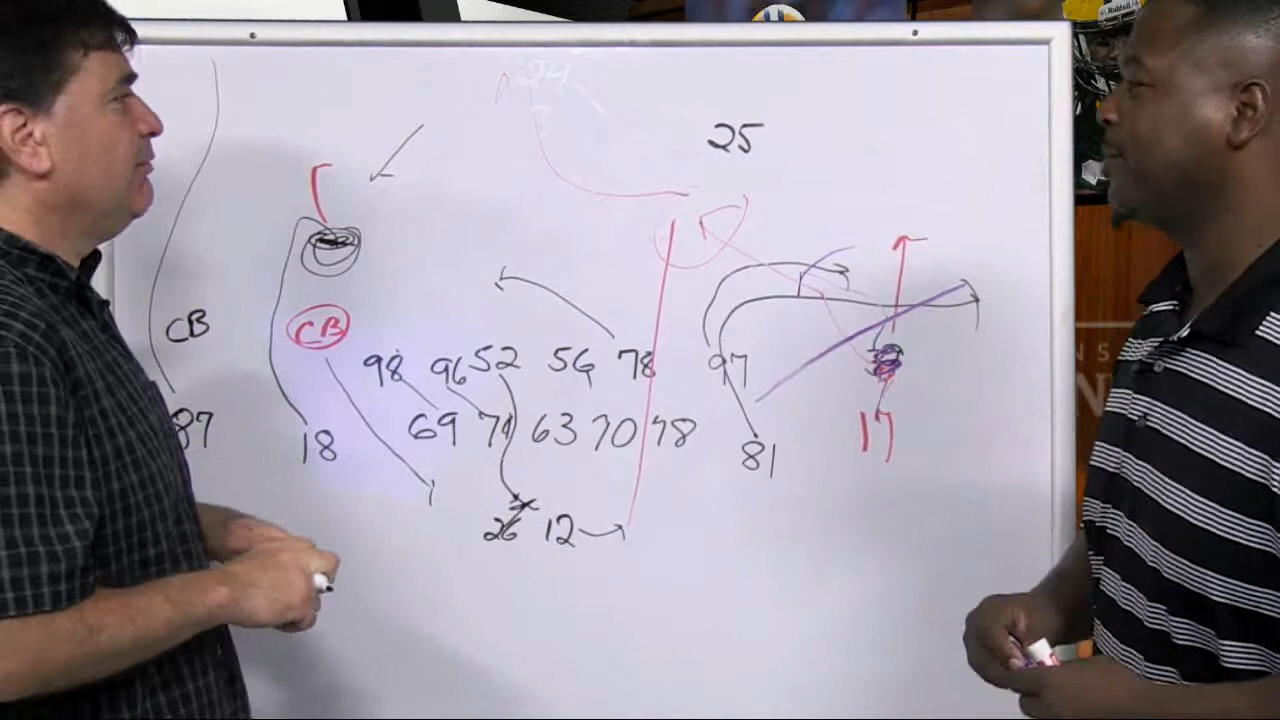 Riddell
25
CB
CB
98 96 52 56 78 97
87 18 69 74 63 70 78 81 17
26 12